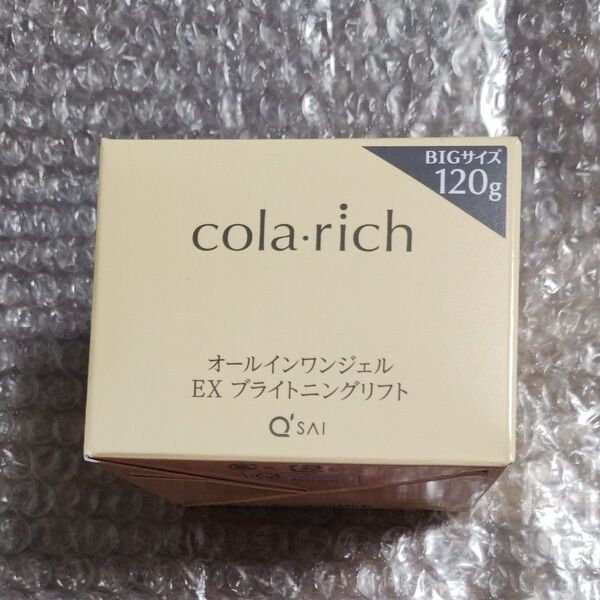 BIGサイズ
120g
cola·rich
オールインワンジェル
EX ブライトニングリフト
Q'SAI